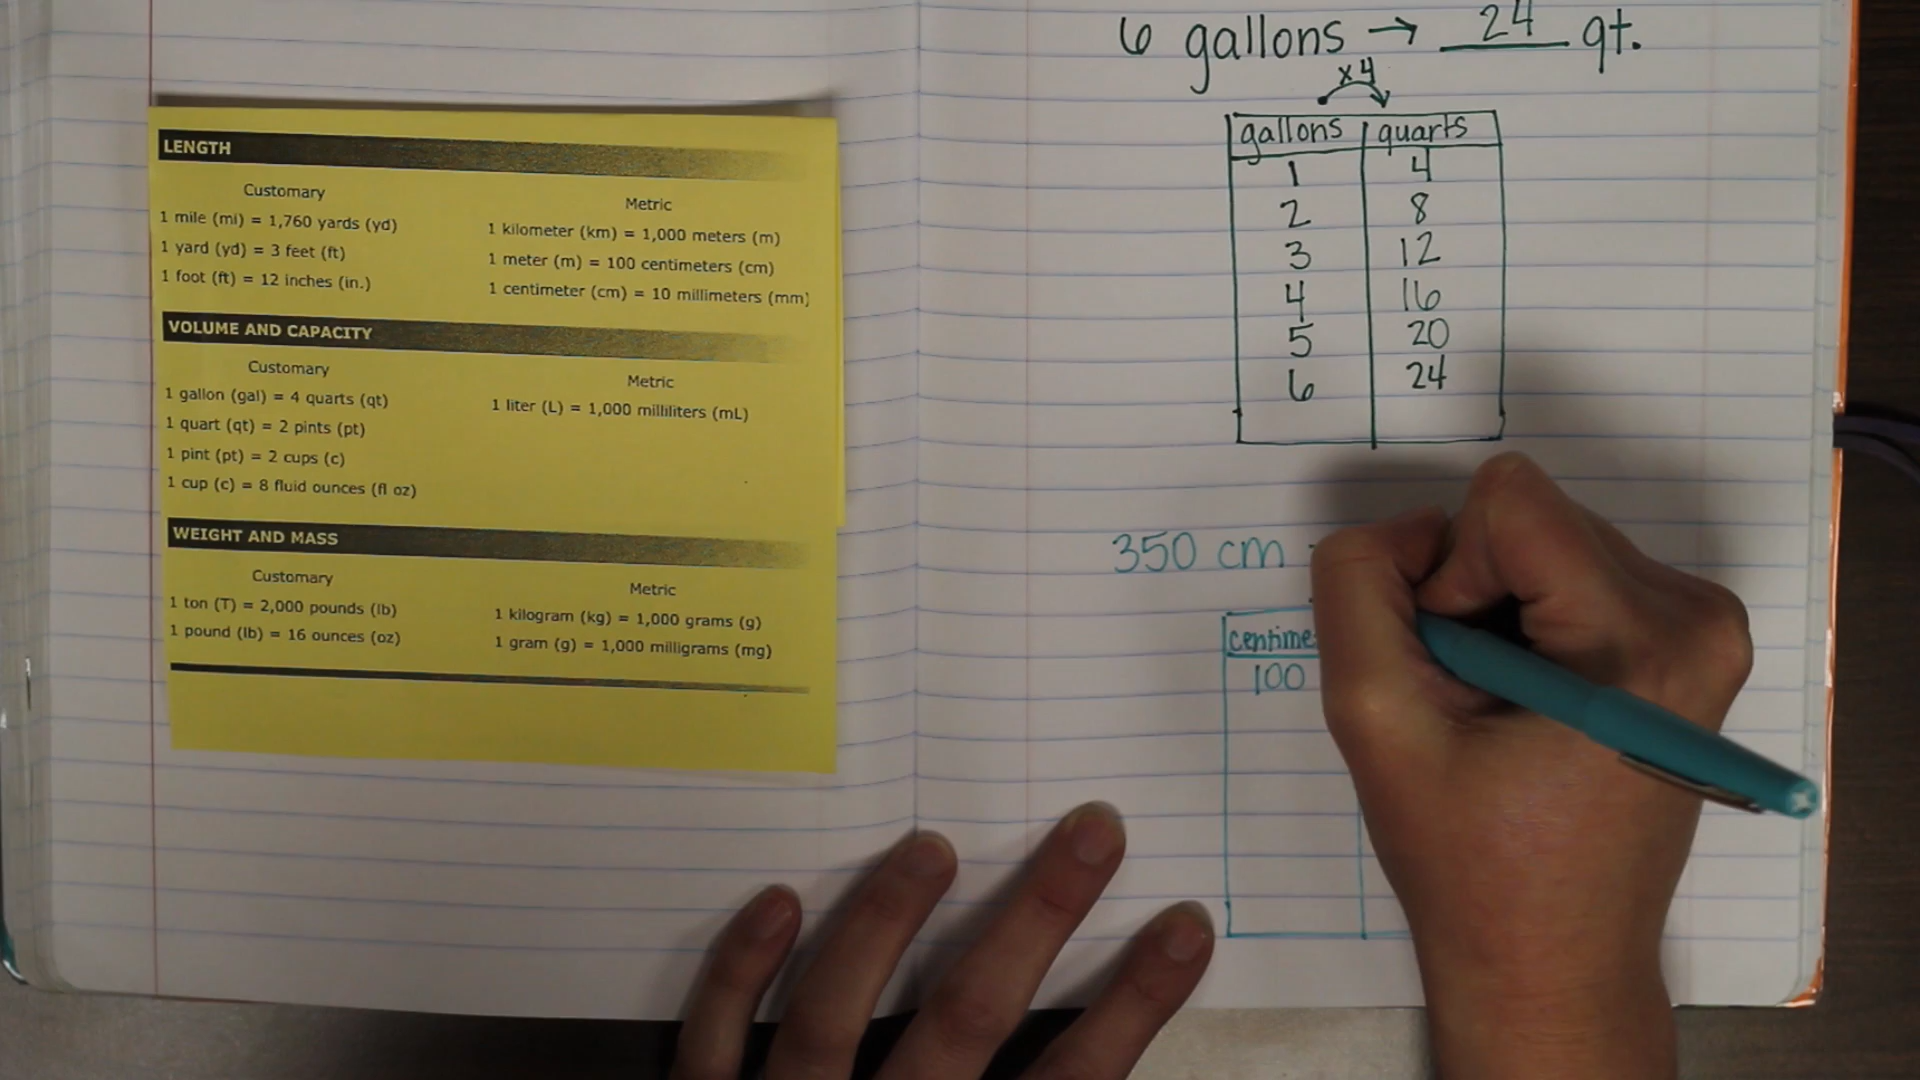 LENGTH
Customary
1 mile (mi) = 1,760 yards (yd)
1 yard (yd) = 3 feet (ft)
1 foot (ft) = 12 inches (in.)
Metric
1 kilometer (km) = 1,000 meters (m)
1 meter (m) = 100 centimeters (cm)
1 centimeter (cm) = 10 millimeters (mm)
VOLUME AND CAPACITY
Customary
1 gallon (gal) = 4 quarts (qt)
1 quart (qt) = 2 pints (pt)
1 pint (pt) = 2 cups (c)
1 cup (c) = 8 fluid ounces (fl oz)
Metric
1 liter (L) = 1,000 milliliters (mL)
WEIGHT AND MASS
Customary
1 ton (T) = 2,000 pounds (lb)
1 pound (lb) = 16 ounces (oz)
Metric
1 kilogram (kg) = 1,000 grams (g)
1 gram (g) = 1,000 milligrams (mg)
6 gallons → 24 qt.
x4
gallons quarts
1 4
2 8
3 12
4 16
5 20
6 24
350 cm
centime
100